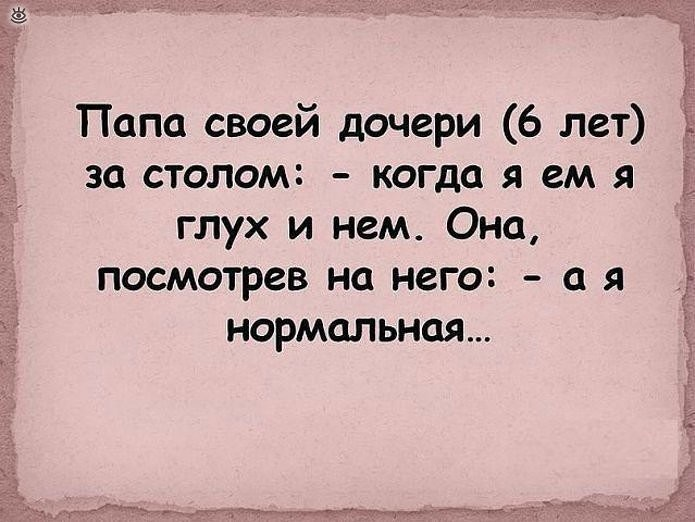 Папа своей дочери (6 лет)
за столом: - когда я ем я
глух и нем. Она,
посмотрев на него: - а я
нормальная...